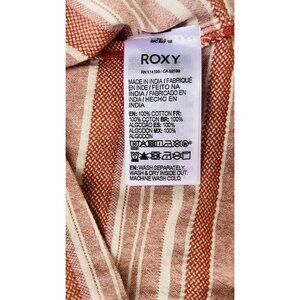 ROXY
MADE IN INDIA / FABRIQUÉ
EN INDE / FEITO NA
INDIA / FABRICADO EN
INDIA / HECHO EN
INDIA
EN: 100% COTTON FR:
100% COTON BR: 100%
ALGODÃO ES: 100%
ALGODÓN MX: 100%
ALGODÓN
EN: WASH SEPARATELY.
WASH & DRY INSIDE OUT.
MACHINE WASH COLD.